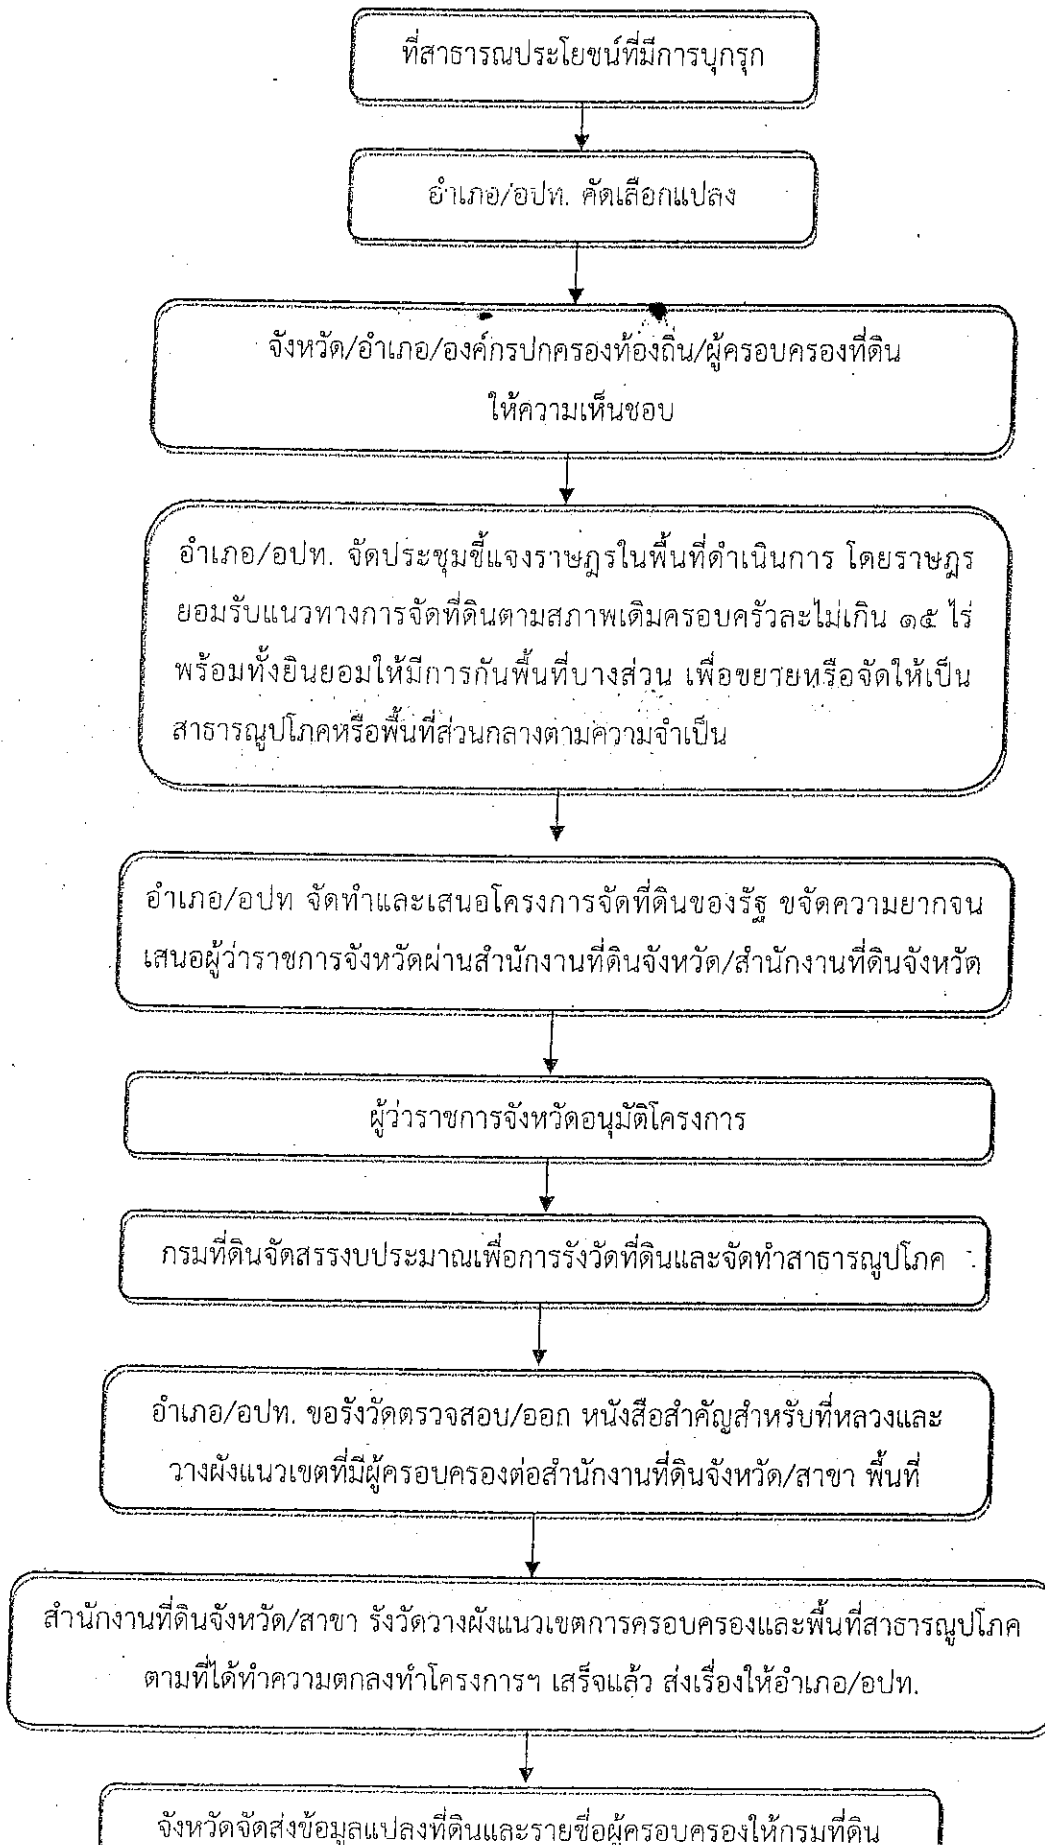 ที่สาธารณประโยชน์ที่มีการบุกรุก
อำเภอ/อปท. คัดเลือกแปลง
จังหวัด/อำเภอ/องค์กรปกครองท้องถิ่น/ผู้ครอบครองที่ดิน
ให้ความเห็นชอบ
อำเภอ/อปท. จัดประชุมชี้แจงราษฎรในพื้นที่ดำเนินการ โดยราษฎร
ยอมรับแนวทางการจัดที่ดินตามสภาพเดิมครอบครัวละไม่เกิน ๑๕ ไร่
พร้อมทั้งยินยอมให้มีการกันพื้นที่บางส่วน เพื่อขยายหรือจัดให้เป็น
สาธารณูปโภคหรือพื้นที่ส่วนกลางตามความจำเป็น
อำเภอ/อปท จัดทำและเสนอโครงการจัดที่ดินของรัฐ ขจัดความยากจน
เสนอผู้ว่าราชการจังหวัดผ่านสำนักงานที่ดินจังหวัด/สำนักงานที่ดินจังหวัด
ผู้ว่าราชการจังหวัดอนุมัติโครงการ
กรมที่ดินจัดสรรงบประมาณเพื่อการรังวัดที่ดินและจัดทำสาธารณูปโภค
อำเภอ/อปท. ขอรังวัดตรวจสอบ/ออก หนังสือสำคัญสำหรับที่หลวงและ
วางผังแนวเขตที่มีผู้ครอบครองต่อสำนักงานที่ดินจังหวัด/สาขา พื้นที่
สำนักงานที่ดินจังหวัด/สาขา รังวัดวางผังแนวเขตการครอบครองและพื้นที่สาธารณูปโภค
ตามที่ได้ทำความตกลงทำโครงการฯ เสร็จแล้ว ส่งเรื่องให้อำเภอ/อปท.
จังหวัดจัดส่งข้อมูลแปลงที่ดินและรายชื่อผู้ครอบครองให้กรมที่ดิน